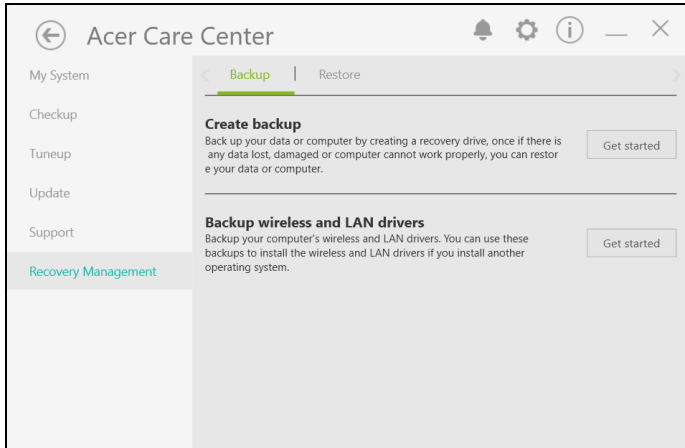 Acer Care Center
My System
Checkup
Tuneup
Update
Support
Recovery Management
Backup | Restore
Create backup
Back up your data or computer by creating a recovery drive, once if there is
any data lost, damaged or computer cannot work properly, you can restor
e your data or computer.
Get started
Backup wireless and LAN drivers
Backup your computer's wireless and LAN drivers. You can use these
backups to install the wireless and LAN drivers if you install another
operating system.
Get started